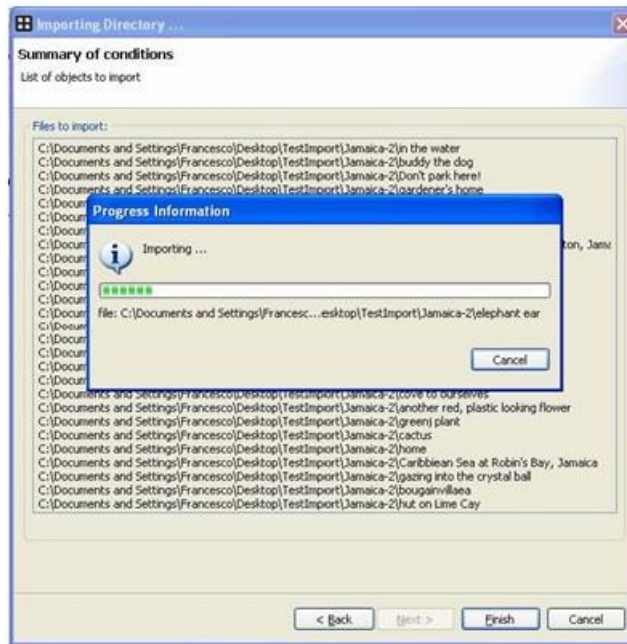 Importing Directory ...
Summary of conditions
List of objects to import
Files to import:
C:\Documents and Settings\Francesco\Desktop\TestImport\Jamaica-2\in the water
C:\Documents and Settings\Francesco\Desktop\TestImport\Jamaica-2\buddy the dog
C:\Documents and Settings\Francesco\Desktop\TestImport\Jamaica-2\Don't park here!
C:\Documents and Settings\Francesco\Desktop\TestImport\Jamaica-2\gardener's home
Progress Information
Importing ...
file: C:\Documents and Settings\Francesc...esktop\TestImport\Jamaica-2\elephant ear
Cancel
C:\Documents and Settings\Francesco\Desktop\TestImport\Jamaica-2\cove to ourselves
C:\Documents and Settings\Francesco\Desktop\TestImport\Jamaica-2\another red, plastic looking flower
C:\Documents and Settings\Francesco\Desktop\TestImport\Jamaica-2\greenj plant
C:\Documents and Settings\Francesco\Desktop\TestImport\Jamaica-2\cactus
C:\Documents and Settings\Francesco\Desktop\TestImport\Jamaica-2\home
C:\Documents and Settings\Francesco\Desktop\TestImport\Jamaica-2\Caribbiean Sea at Robin's Bay, Jamaica
C:\Documents and Settings\Francesco\Desktop\TestImport\Jamaica-2\gazing into the crystal ball
C:\Documents and Settings\Francesco\Desktop\TestImport\Jamaica-2\bougainvillaea
C:\Documents and Settings\Francesco\Desktop\TestImport\Jamaica-2\hut on Lime Cay
< Back Next > Finish Cancel